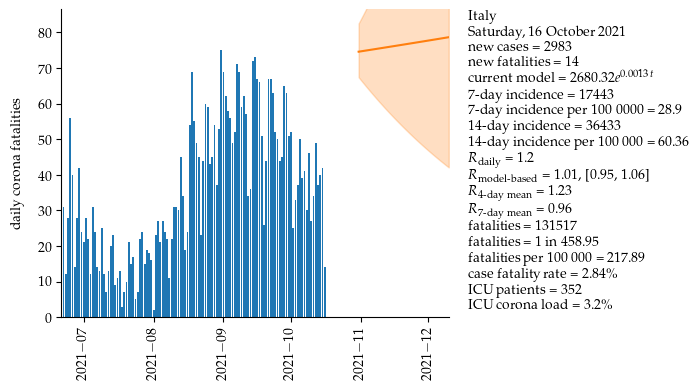 daily corona fatalities
80
70
60
50
40
30
20
10
0
2021−07
2021−08
2021−09
2021−10
2021−11
2021−12
Italy
Saturday, 16 October 2021
new cases = 2983
new fatalities = 14
current model = 2680.32e^0.0013 t
7-day incidence = 17443
7-day incidence per 100 0000 = 28.9
14-day incidence = 36433
14-day incidence per 100 000 = 60.36
R_daily = 1.2
R_model-based = 1.01, [0.95, 1.06]
R_4-day mean = 1.23
R_7-day mean = 0.96
fatalities = 131517
fatalities = 1 in 458.95
fatalities per 100 000 = 217.89
case fatality rate = 2.84%
ICU patients = 352
ICU corona load = 3.2%